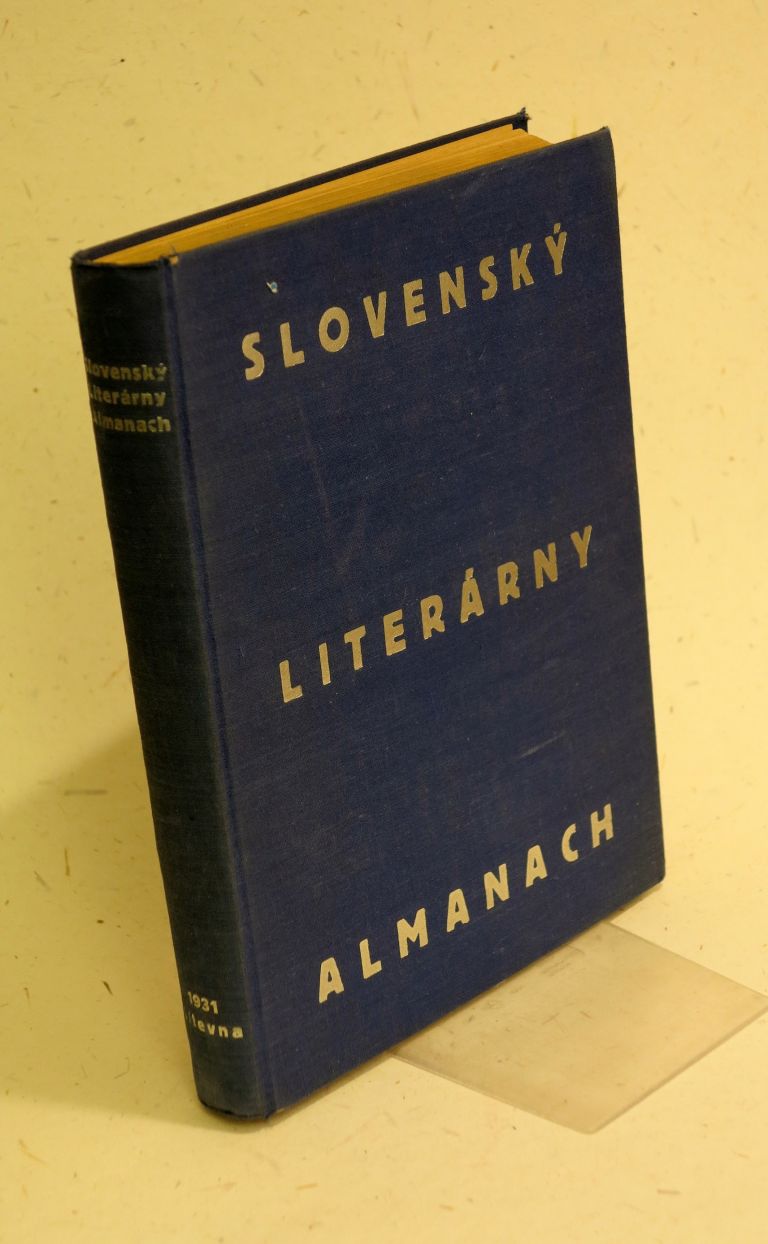 SLOVENSKÝ
LITERÁRNY
ALMANACH
Slovenský
Literárny
Almanach
1931